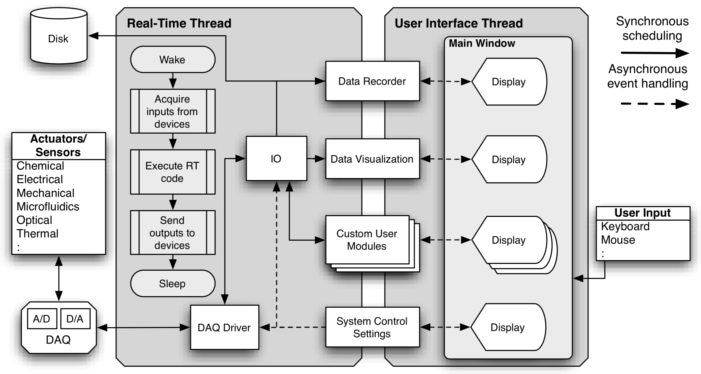 Real-Time Thread
User Interface Thread
Synchronous
scheduling
Asynchronous
event handling
Disk
Wake
Acquire
inputs from
devices
Execute RT
code
Send
outputs to
devices
Sleep
IO
DAQ Driver
Data Recorder
Data Visualization
Custom User
Modules
System Control
Settings
Main Window
Display
Display
Display
Display
Actuators/
Sensors
Chemical
Electrical
Mechanical
Microfluidics
Optical
Thermal
:
A/D
D/A
DAQ
User Input
Keyboard
Mouse
: